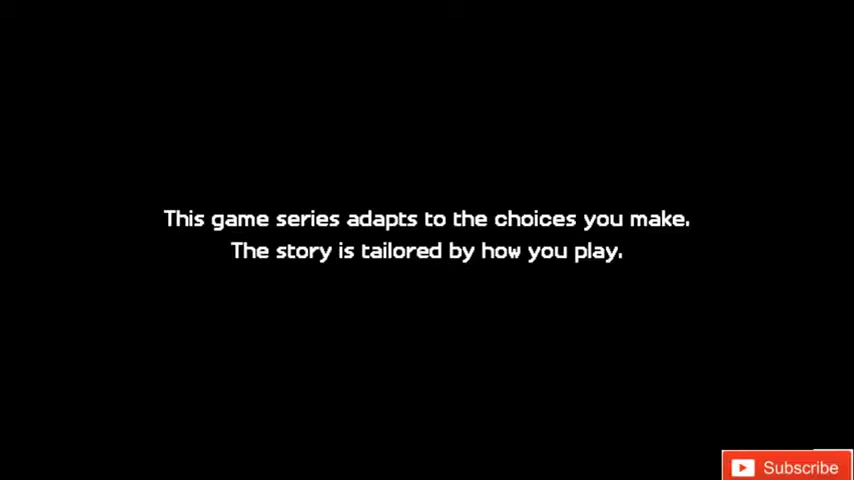 This game series adapts to the choices you make.
The story is tailored by how you play.
Subscribe